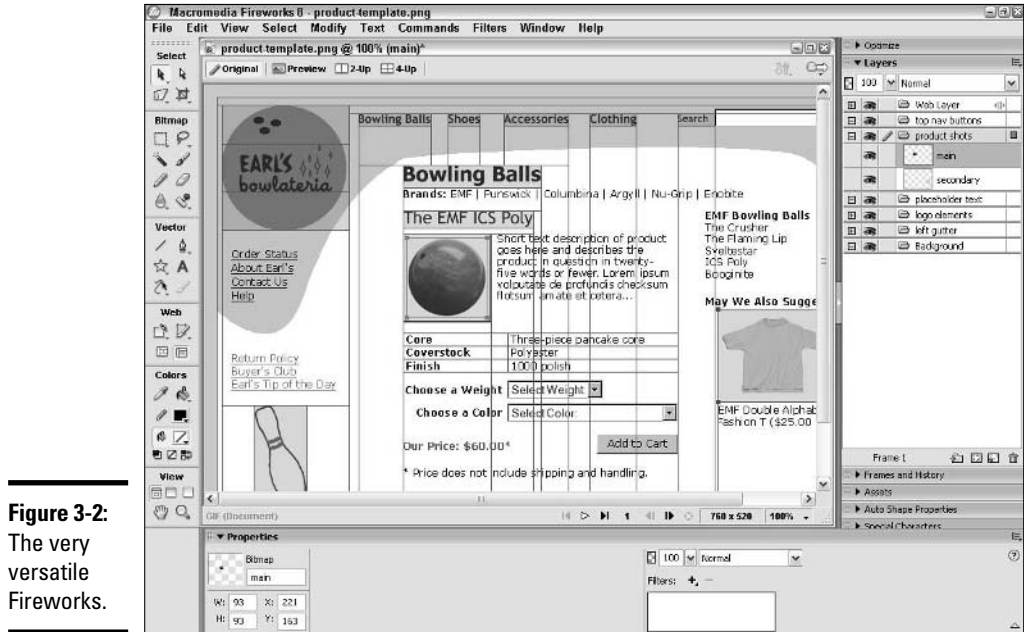 Macromedia Fireworks 8 - product-template.png
File Edit View Select Modify Text Commands Filters Window Help
Select
Bitmap
Vector
Web
Colors
View
product-template.png @ 100% (main)*
Original Preview 2-Up 4-Up
EARL'S
bowlateria
Bowling Balls Shoes Accessories Clothing Search
Bowling Balls
Brands: EMF | Punswick | Columbina | Argyll | Nu-Grip | Enobite
The EMF ICS Poly
Short text description of product
goes here and describes the
product in question in twenty-
five words or fewer. Lorem ipsum
volputate de profundis checksum
flotsum amate et cetera...
EMF Bowling Balls
The Crusher
The Flaming Lip
Sveltestar
ICS Poly
Booginite
May We Also Sugge
EMF Double Alphab
Fashion T ($25.00
Order Status
About Earl's
Contact Us
Help
Return Policy
Buyer's Club
Earl's Tip of the Day
Core Three-piece pancake core
Coverstock Polyester
Finish 1000 polish
Choose a Weight Select Weight
Choose a Color Select Color:
Our Price: $60.00*
Add to Cart
* Price does not include shipping and handling.
GIF (Document)
1
760 x 520 100%
Optimize
Layers
100 Normal
Web Layer
top nav buttons
product shots
main
secondary
placeholder text
logo elements
left gutter
Background
Frame 1
Frames and History
Assets
Auto Shape Properties
Special Characters
Properties
Bitmap
main
W: 93 X: 221
H: 93 Y: 163
100 Normal
Filters:
Figure 3-2:
The very
versatile
Fireworks.